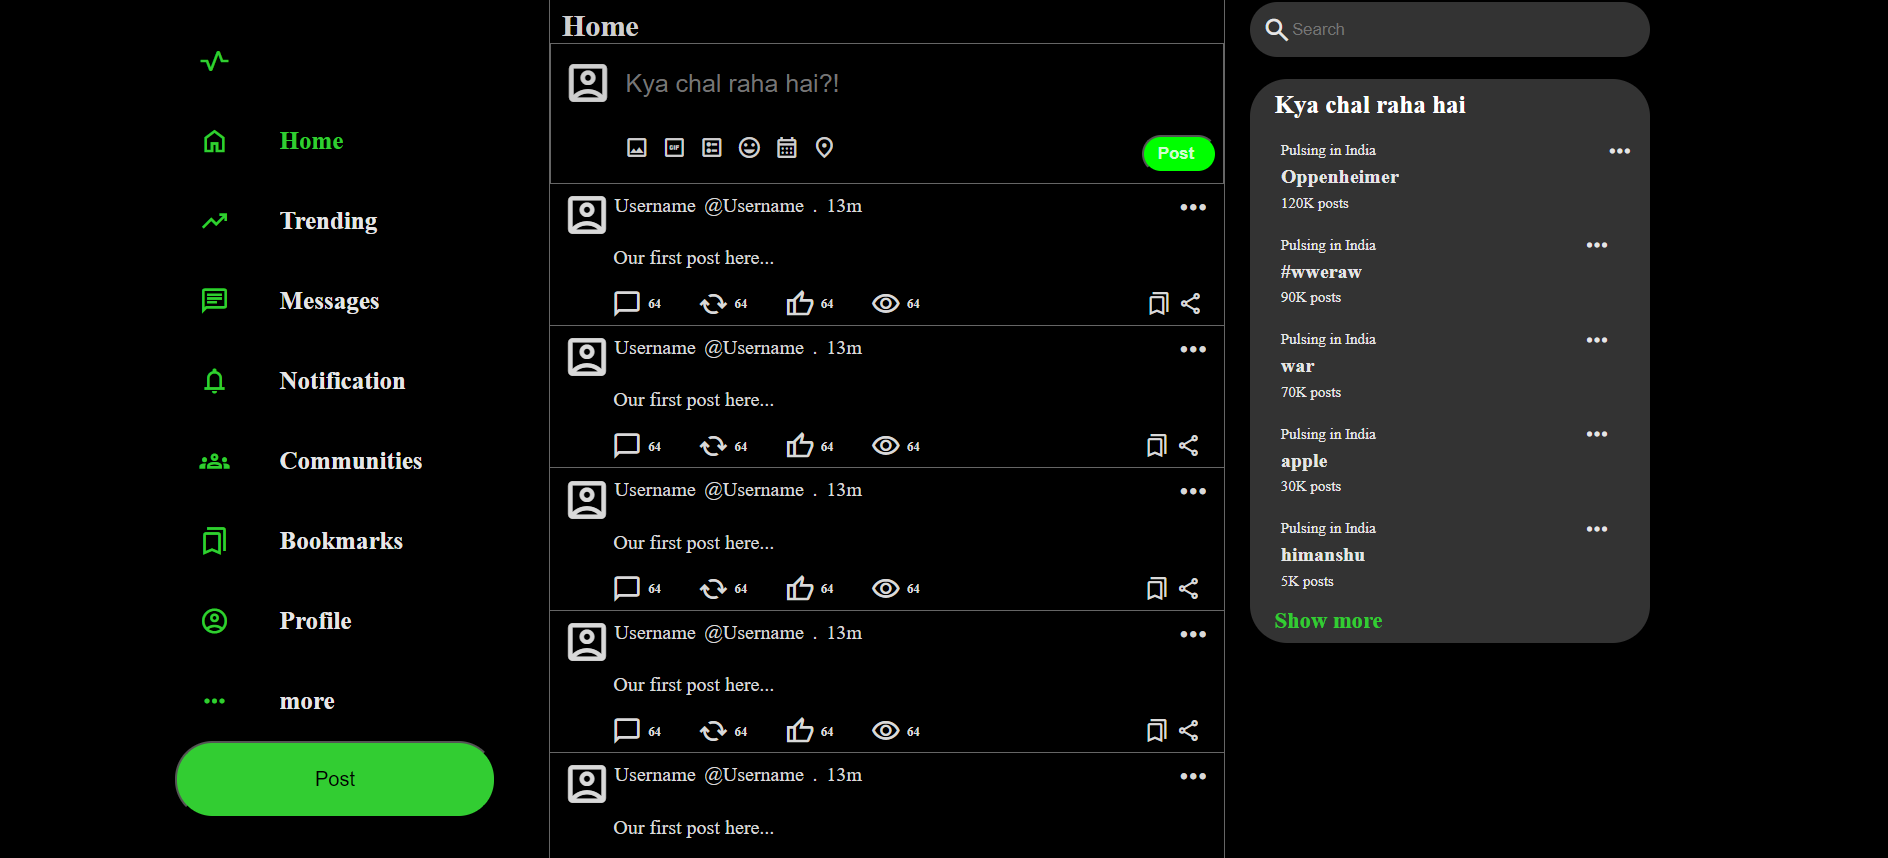 Home
Trending
Messages
Notification
Communities
Bookmarks
Profile
more
Post
Home
Kya chal raha hai?!
GIF
Post
Username @Username . 13m
Our first post here...
64 64 64 64
Username @Username . 13m
Our first post here...
64 64 64 64
Username @Username . 13m
Our first post here...
64 64 64 64
Username @Username . 13m
Our first post here...
64 64 64 64
Username @Username . 13m
Our first post here...
Search
Kya chal raha hai
Pulsing in India
Oppenheimer
120K posts
Pulsing in India
#wweraw
90K posts
Pulsing in India
war
70K posts
Pulsing in India
apple
30K posts
Pulsing in India
himanshu
5K posts
Show more